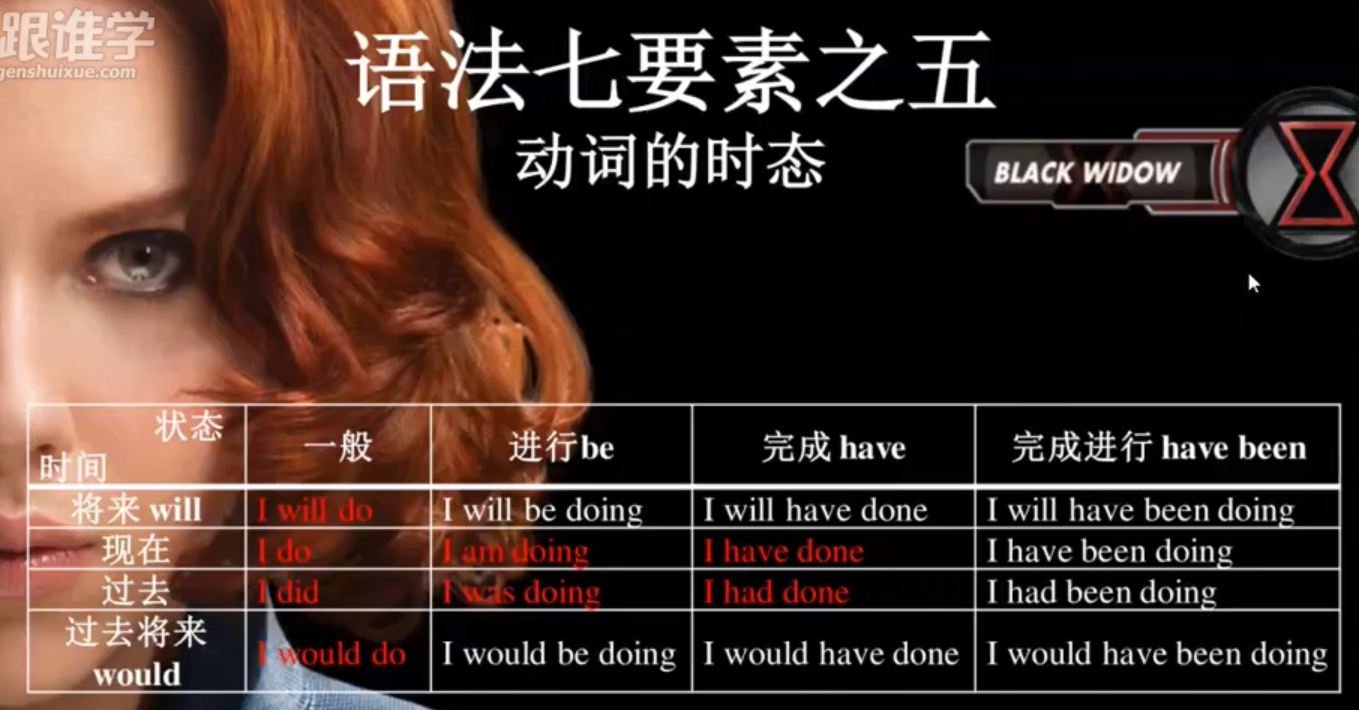 跟谁学
genshuixue.com
语法七要素之五
动词的时态
BLACK WIDOW
状态
时间
一般
进行be
完成 have
完成进行 have been
将来 will
I will do
I will be doing
I will have done
I will have been doing
现在
I do
I am doing
I have done
I have been doing
过去
I did
I was doing
I had done
I had been doing
过去将来
would
I would do
I would be doing
I would have done
I would have been doing